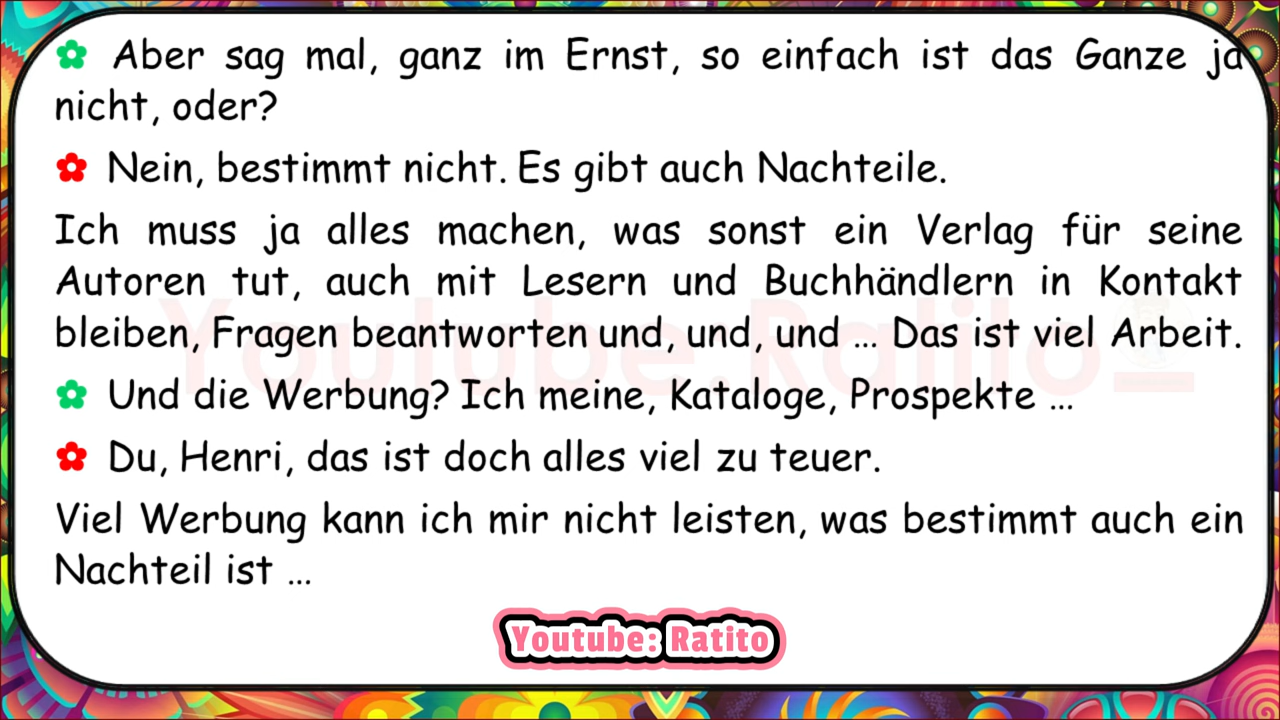 Aber sag mal, ganz im Ernst, so einfach ist das Ganze ja
nicht, oder?
Nein, bestimmt nicht. Es gibt auch Nachteile.
Ich muss ja alles machen, was sonst ein Verlag für seine
Autoren tut, auch mit Lesern und Buchhändlern in Kontakt
bleiben, Fragen beantworten und, und, und ... Das ist viel Arbeit.
Youtube:Ratito
Und die Werbung? Ich meine, Kataloge, Prospekte ...
Du, Henri, das ist doch alles viel zu teuer.
Viel Werbung kann ich mir nicht leisten, was bestimmt auch ein
Nachteil ist ...
Youtube: Ratito